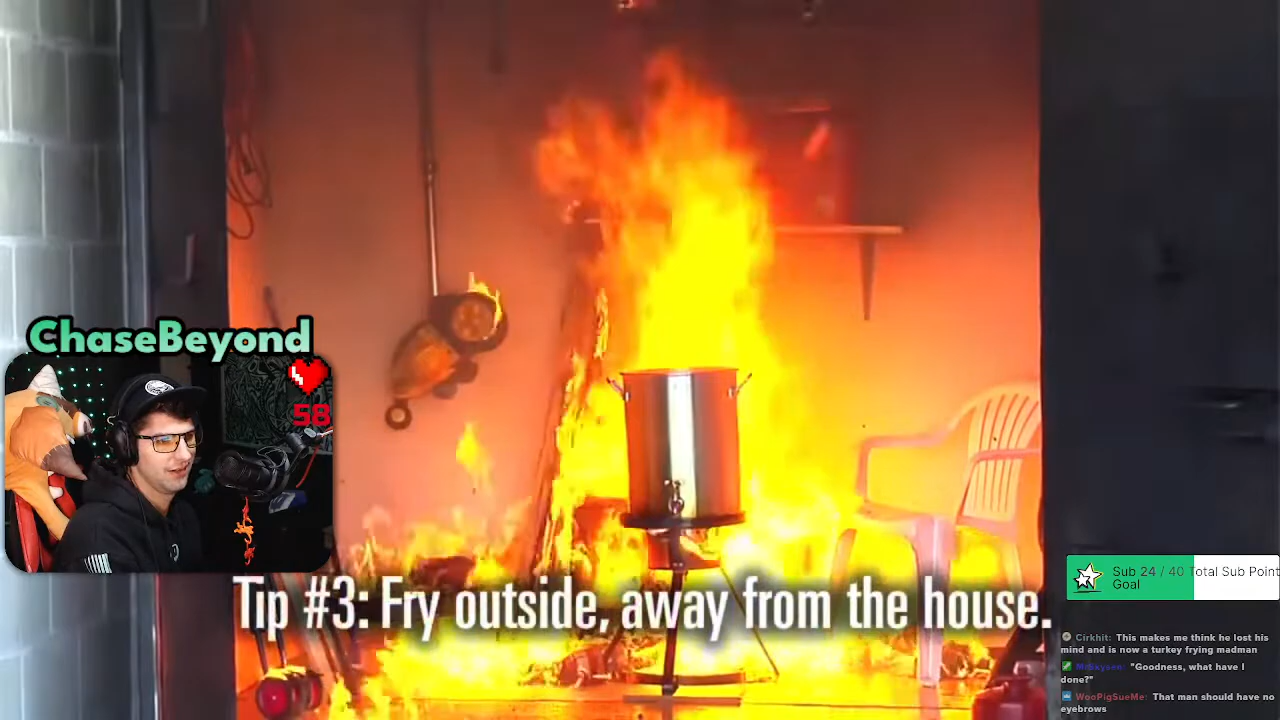 ChaseBeyond
58
Tip #3: Fry outside, away from the house.
Sub 24 / 40 Total Sub Point
Goal
Cirkhit: This makes me think he lost his
mind and is now a turkey frying madman
"Goodness, what have I
done?"
WooPigSueMe: That man should have no
eyebrows